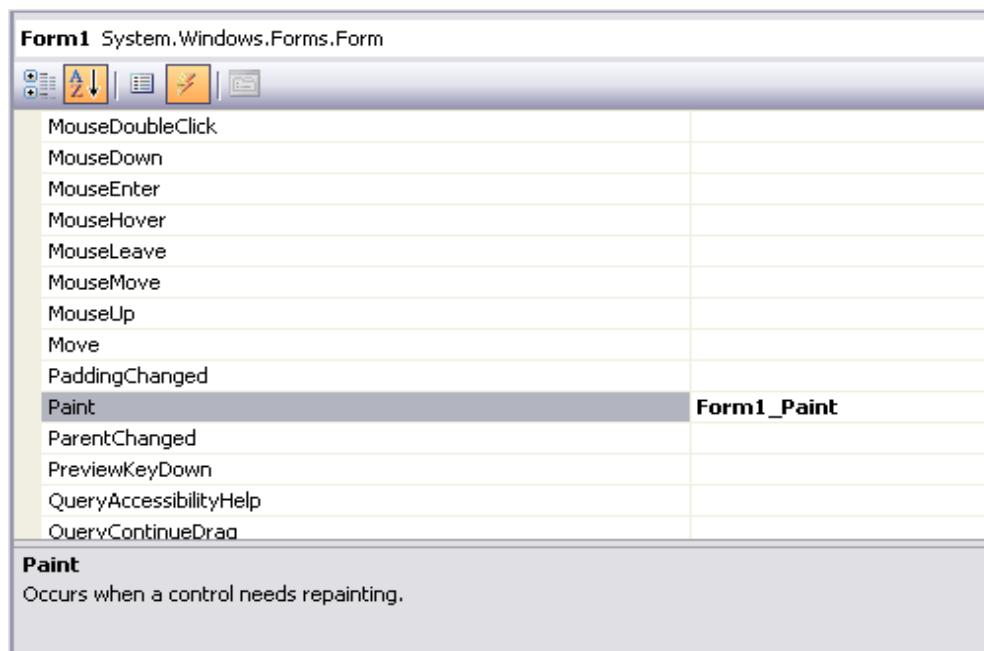 Form1 System.Windows.Forms.Form
MouseDoubleClick
MouseDown
MouseEnter
MouseHover
MouseLeave
MouseMove
MouseUp
Move
PaddingChanged
Paint Form1_Paint
ParentChanged
PreviewKeyDown
QueryAccessibilityHelp
QueryContinueDrag
Paint
Occurs when a control needs repainting.